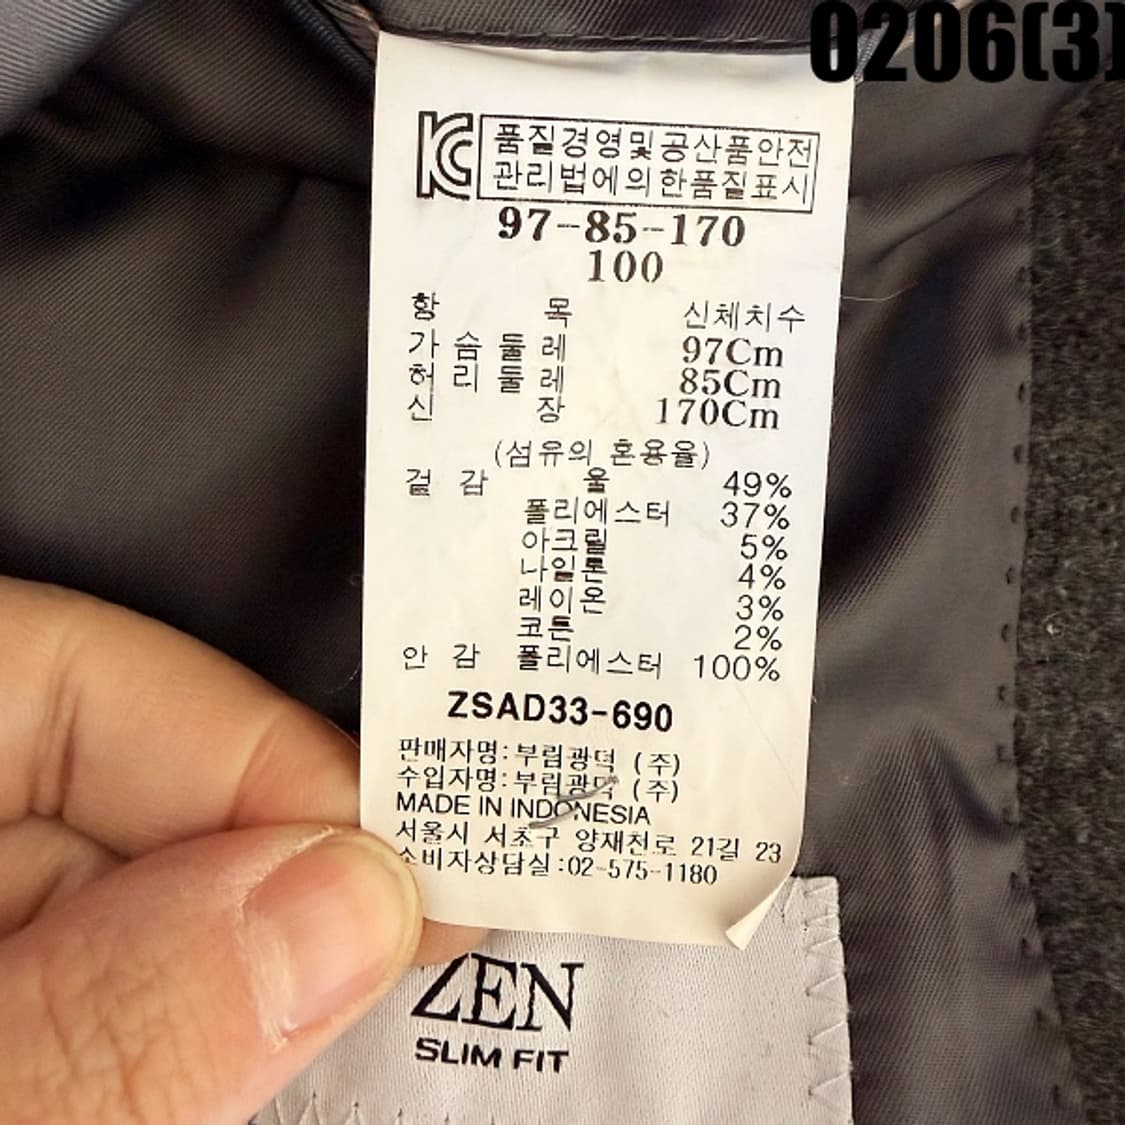 0206(3)
KC 품질경영및공산품안전
관리법에의한품질표시
97-85-170
100
항 목 신체치수
가 슴 둘 레 97Cm
허 리 둘 레 85Cm
신 장 170Cm
(섬유의 혼용율)
겉 감 울 49%
폴리에스터 37%
아크릴 5%
나일론 4%
레이온 3%
코튼 2%
안 감 폴리에스터 100%
ZSAD33-690
판매자명:부림광덕 (주)
수입자명:부림광덕 (주)
MADE IN INDONESIA
서울시 서초구 양재천로 21길 23
소비자상담실:02-575-1180
ZEN
SLIM FIT